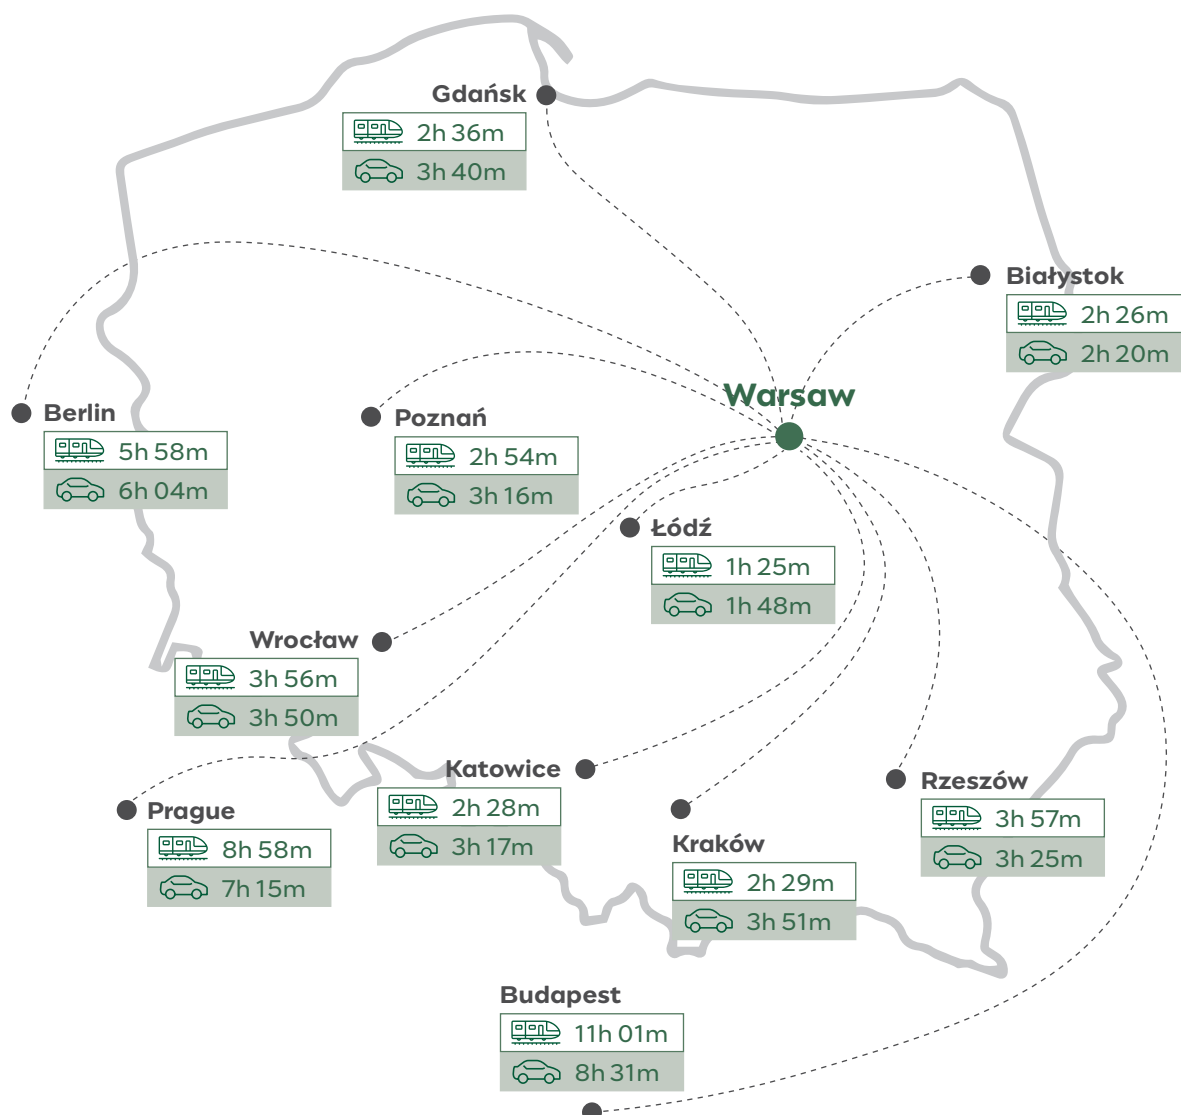 Gdańsk
2h 36m
3h 40m
Białystok
2h 26m
2h 20m
Warsaw
Berlin
5h 58m
6h 04m
Poznań
2h 54m
3h 16m
Łódź
1h 25m
1h 48m
Wrocław
3h 56m
3h 50m
Katowice
2h 28m
3h 17m
Rzeszów
3h 57m
3h 25m
Prague
8h 58m
7h 15m
Kraków
2h 29m
3h 51m
Budapest
11h 01m
8h 31m